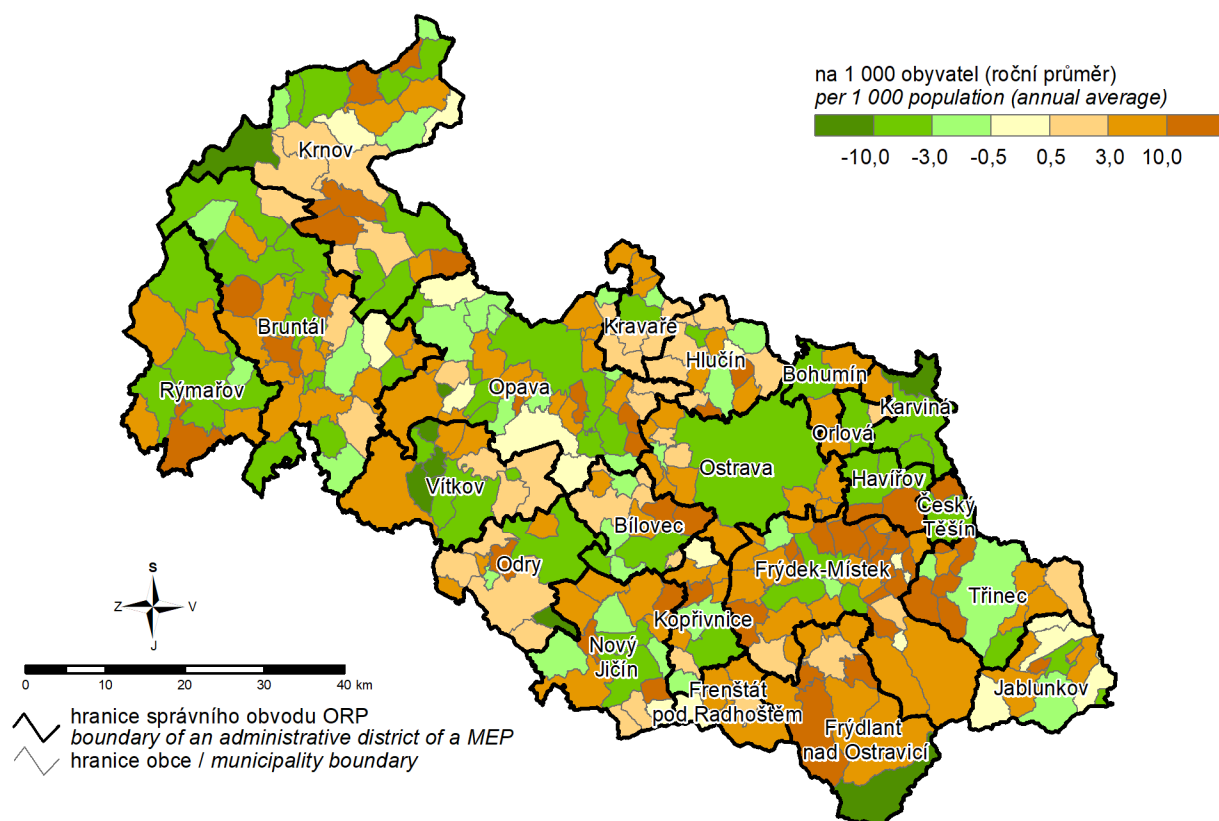 na 1 000 obyvatel (roční průměr)
per 1 000 population (annual average)
-10,0 -3,0 -0,5 0,5 3,0 10,0
Krnov
Bruntál
Kravaře
Hlučín
Rýmařov
Opava
Bohumín
Karviná
Orlová
Ostrava
Havířov
Vítkov
Český
Těšín
Bílovec
Odry
Frýdek-Místek
Třinec
Kopřivnice
Nový
Jičín
Jablunkov
Frenštát
pod Radhoštěm
Frýdlant
nad Ostravicí
S
Z V
J
0 10 20 30 40 km
hranice správního obvodu ORP
boundary of an administrative district of a MEP
hranice obce / municipality boundary